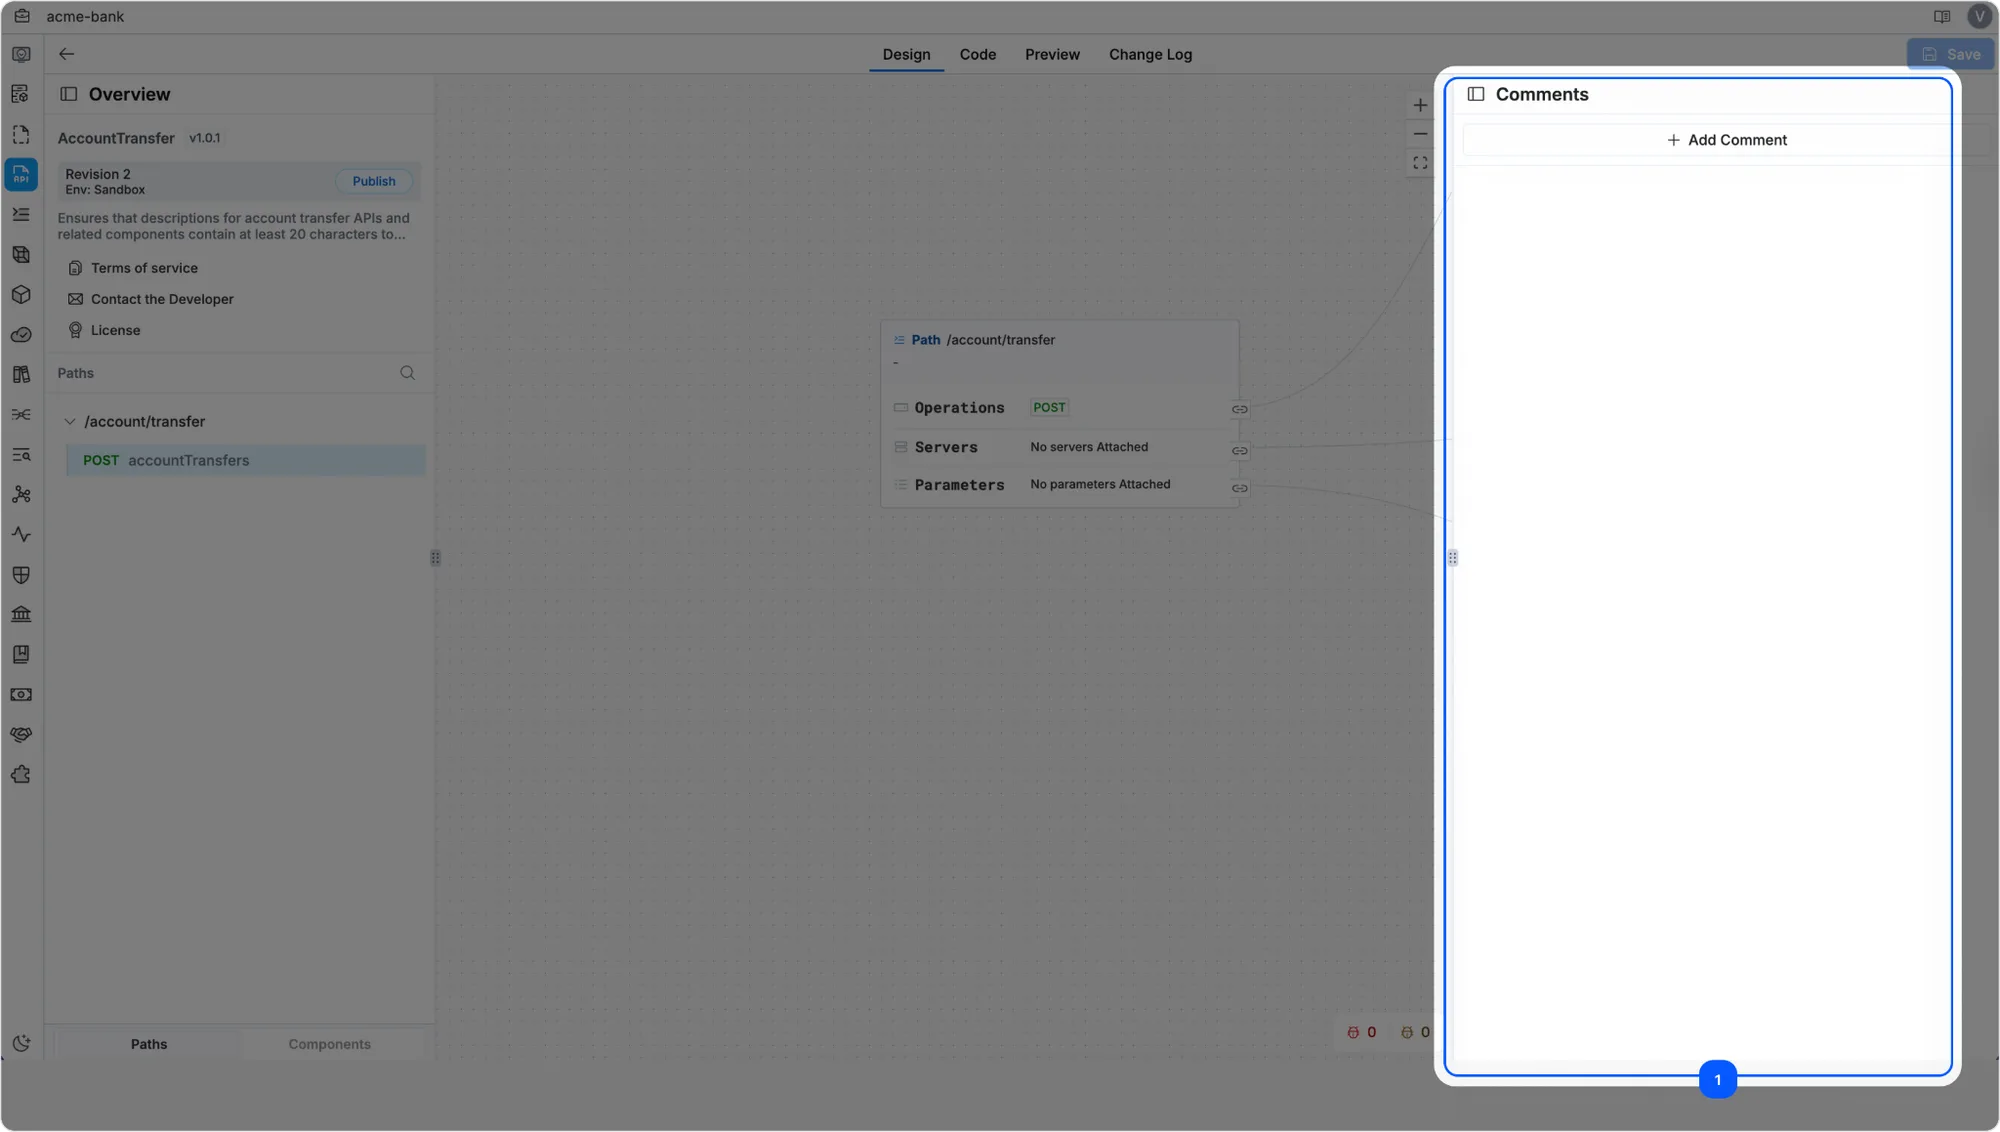 acme-bank
V
Design
Code
Preview
Change Log
Save
Overview
AccountTransfer v1.0.1
Revision 2
Env: Sandbox
Publish
Ensures that descriptions for account transfer APIs and
related components contain at least 20 characters to...
Terms of service
Contact the Developer
License
Paths
/account/transfer
POST accountTransfers
Paths
Components
API
Path /account/transfer
-
Operations POST
Servers No servers Attached
Parameters No parameters Attached
0
0
Comments
+ Add Comment
1